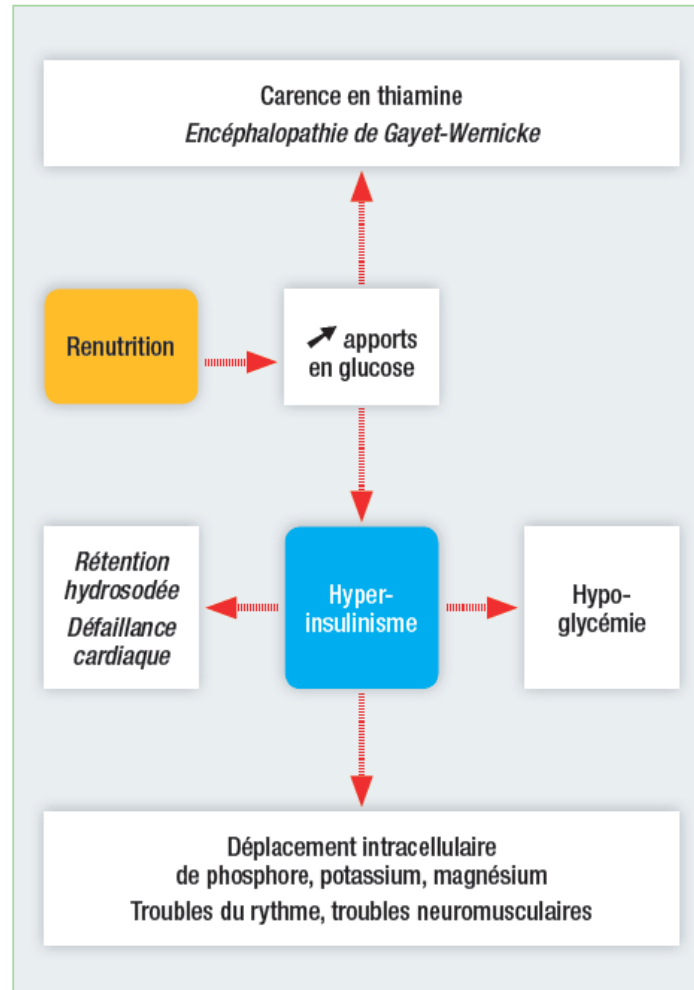 Carence en thiamine
Encéphalopathie de Gayet-Wernicke
Renutrition
apports
en glucose
Rétention
hydrosodée
Défaillance
cardiaque
Hyper-
insulinisme
Hypo-
glycémie
Déplacement intracellulaire
de phosphore, potassium, magnésium
Troubles du rythme, troubles neuromusculaires